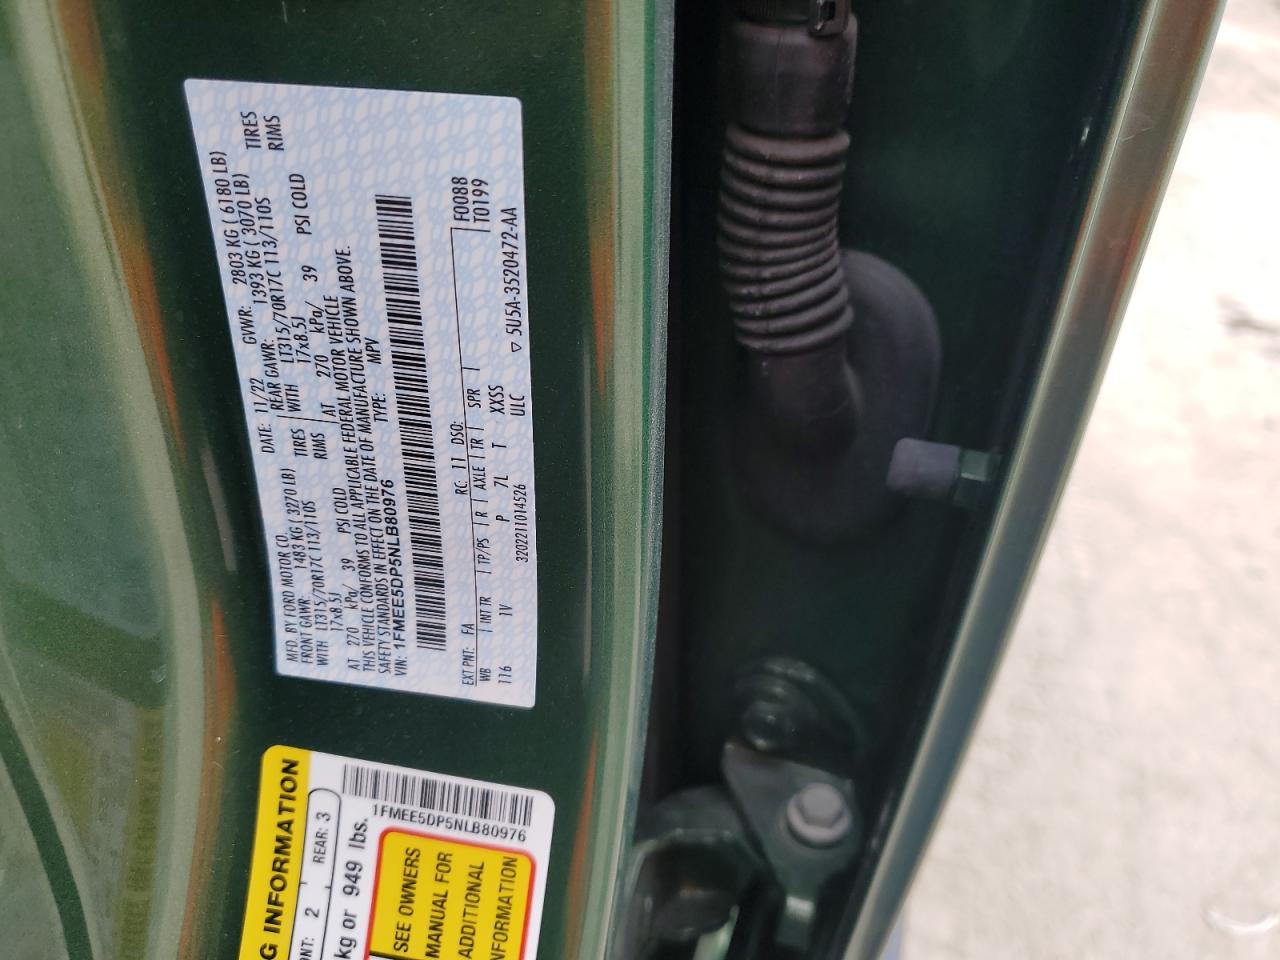 MFD. BY FORD MOTOR CO.
DATE: 11/22 GVWR: 2803 KG ( 6180 LB)
FRONT GAWR: 1483 KG ( 3270 LB) REAR GAWR: 1393 KG ( 3070 LB)
WITH LT315/70R17C 113/110S TIRES WITH LT315/70R17C 113/110S TIRES
17x8.5J RIMS 17x8.5J RIMS
AT 270 kPa/ 39 PSI COLD AT 270 kPa/ 39 PSI COLD
THIS VEHICLE CONFORMS TO ALL APPLICABLE FEDERAL MOTOR VEHICLE
SAFETY STANDARDS IN EFFECT ON THE DATE OF MANUFACTURE SHOWN ABOVE.
VIN: 1FMEE5DP5NLB80976 TYPE: MPV
EXT PNT: FA RC: 11 DSO: F0088
WB INT TR TP/PS R AXLE TR SPR T0199
116 1V P 7L T XXSS
3202211014526 ULC ▽ 5U5A-3520472-AA
G INFORMATION
ONT: 2 REAR: 3
kg or 949 lbs.
1FMEE5DP5NLB80976
SEE OWNERS
MANUAL FOR
ADDITIONAL
NFORMATION